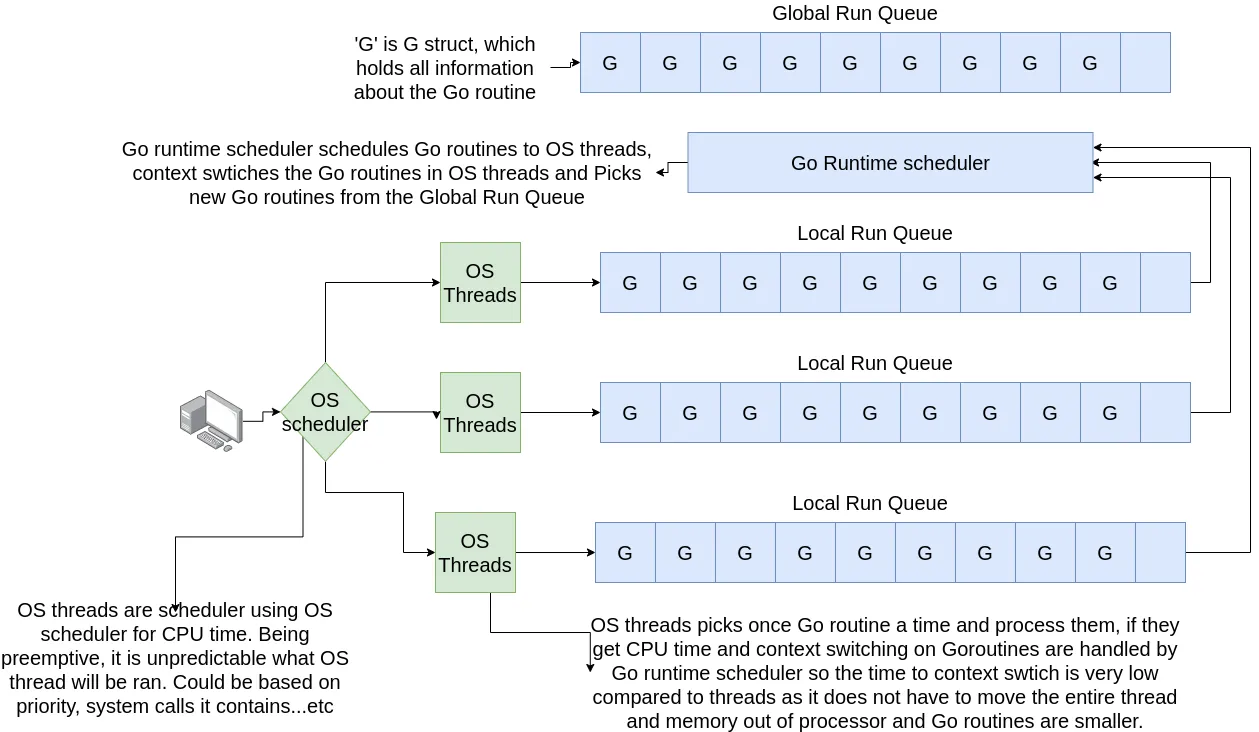 Global Run Queue
'G' is G struct, which
holds all information
about the Go routine
G G G G G G G G G
Go runtime scheduler schedules Go routines to OS threads,
context swtiches the Go routines in OS threads and Picks
new Go routines from the Global Run Queue
Go Runtime scheduler
Local Run Queue
OS
Threads
G G G G G G G G G
Local Run Queue
OS
scheduler
OS
Threads
G G G G G G G G G
Local Run Queue
OS
Threads
G G G G G G G G G
OS threads are scheduler using OS
scheduler for CPU time. Being
preemptive, it is unpredictable what OS
thread will be ran. Could be based on
priority, system calls it contains...etc
OS threads picks once Go routine a time and process them, if they
get CPU time and context switching on Goroutines are handled by
Go runtime scheduler so the time to context swtich is very low
compared to threads as it does not have to move the entire thread
and memory out of processor and Go routines are smaller.